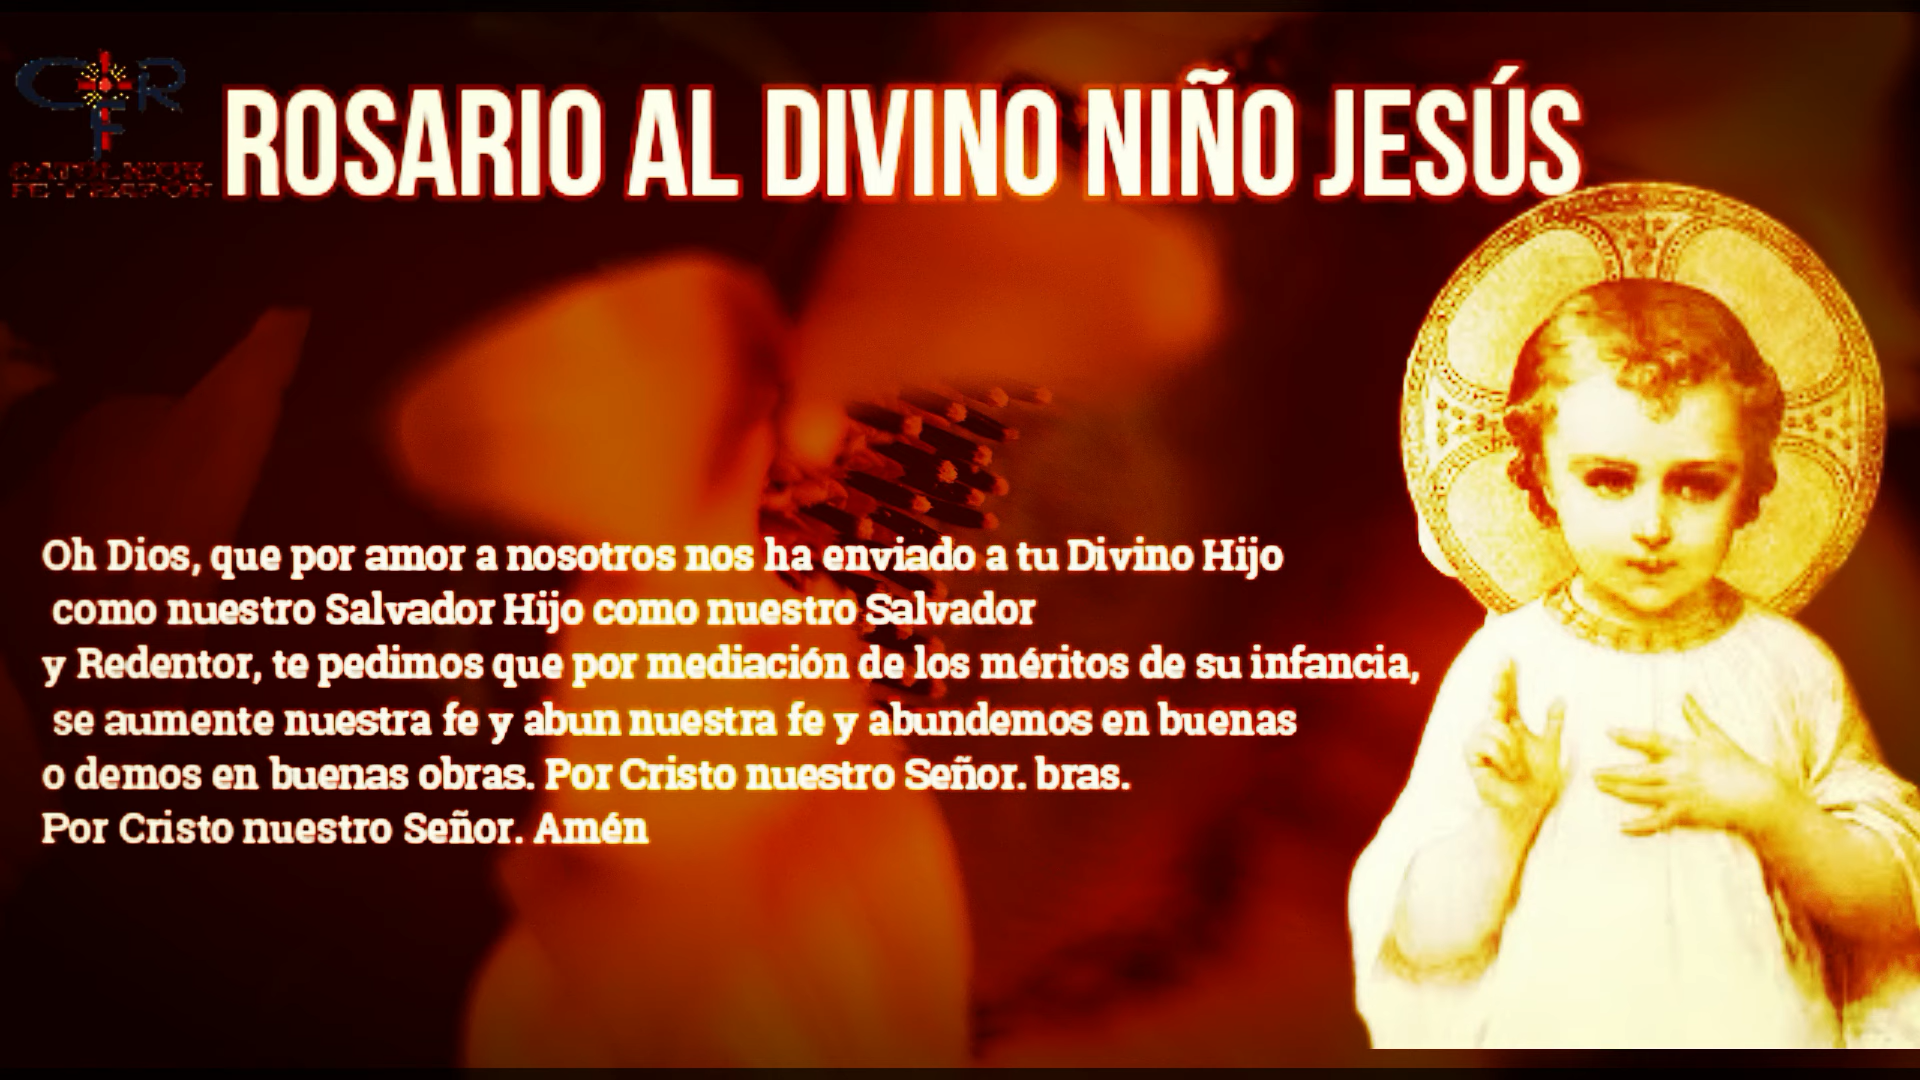 CFR
ROSARIO AL DIVINO NIÑO JESÚS
Oh Dios, que por amor a nosotros nos ha enviado a tu Divino Hijo
como nuestro Salvador Hijo como nuestro Salvador
y Redentor, te pedimos que por mediación de los méritos de su infancia,
se aumente nuestra fe y abun nuestra fe y abundemos en buenas
o demos en buenas obras. Por Cristo nuestro Señor. bras.
Por Cristo nuestro Señor. Amén